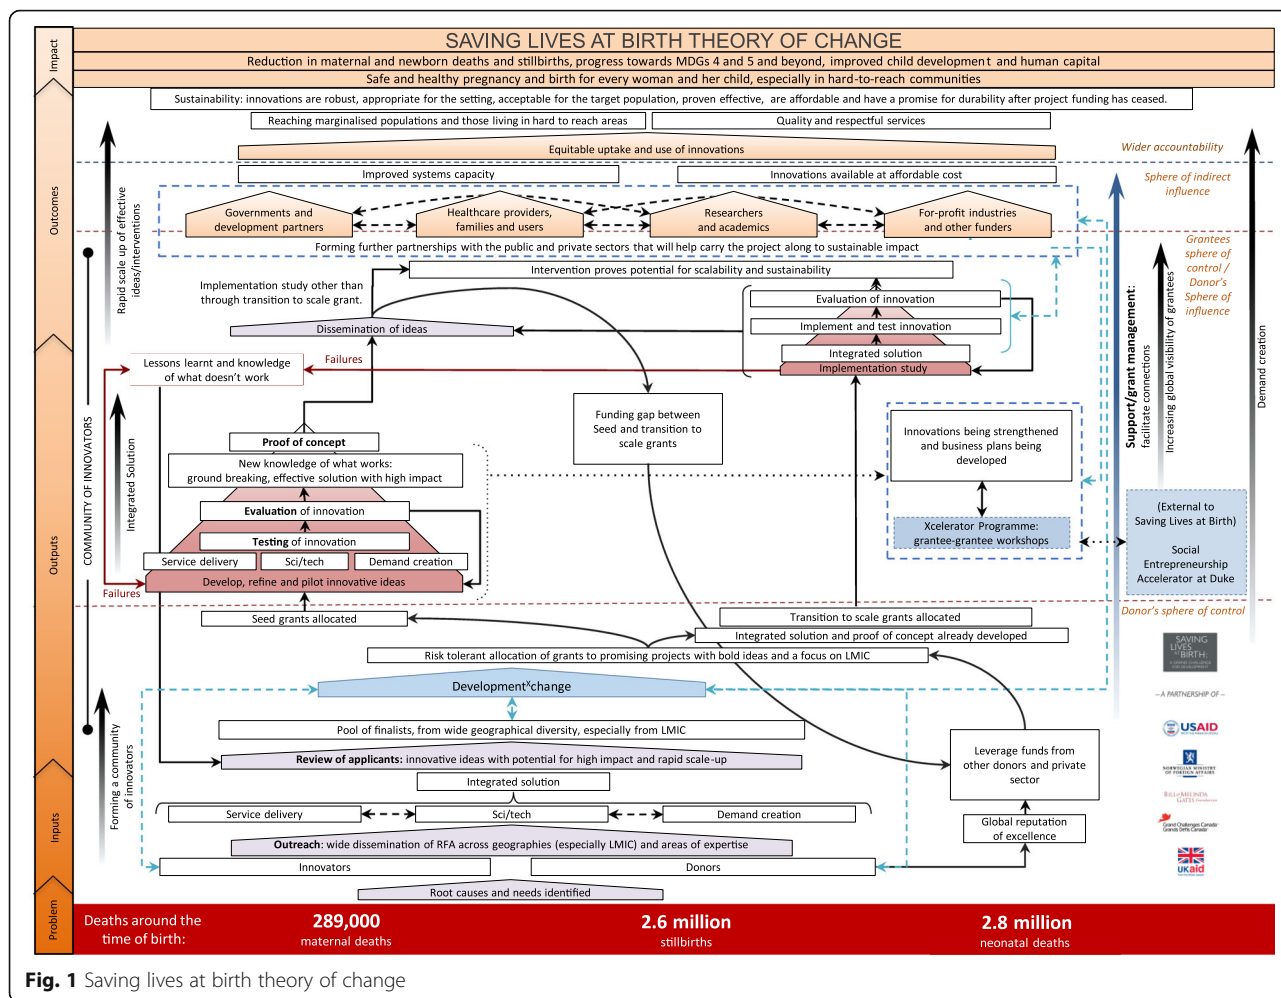 SAVING LIVES AT BIRTH THEORY OF CHANGE
Reduction in maternal and newborn deaths and stillbirths, progress towards MDGs 4 and 5 and beyond, improved child development and human capital
Safe and healthy pregnancy and birth for every woman and her child, especially in hard-to-reach communities
Impact
Sustainability: innovations are robust, appropriate for the setting, acceptable for the target population, proven effective, are affordable and have a promise for durability after project funding has ceased.
Reaching marginalised populations and those living in hard to reach areas
Quality and respectful services
Equitable uptake and use of innovations
Wider accountability
Improved systems capacity
Innovations available at affordable cost
Sphere of indirect
influence
Outcomes
Rapid scale up of effective
ideas/interventions
Governments and
development partners
Healthcare providers,
families and users
Researchers
and academics
For-profit industries
and other funders
Forming further partnerships with the public and private sectors that will help carry the project along to sustainable impact
Grantees
sphere of
control /
Donor's
Sphere of
influence
Intervention proves potential for scalability and sustainability
Implementation study other than
through transition to scale grant.
Evaluation of innovation
Dissemination of ideas
Implement and test innovation
Integrated solution
Implementation study
Lessons learnt and knowledge
of what doesn't work
Failures
Support/grant management:
facilitate connections
Increasing global visibility of grantees
Demand creation
COMMUNITY OF INNOVATORS
Integrated Solution
Funding gap between
Seed and transition to
scale grants
Innovations being strengthened
and business plans being
developed
Proof of concept
New knowledge of what works:
ground breaking, effective solution with high impact
Evaluation of innovation
Testing of innovation
Service delivery
Sci/tech
Demand creation
Develop, refine and pilot innovative ideas
Failures
Outputs
Xcelerator Programme:
grantee-grantee workshops
(External to
Saving Lives at Birth)
Social
Entrepreneurship
Accelerator at Duke
Donor's sphere of control
Seed grants allocated
Transition to scale grants allocated
Integrated solution and proof of concept already developed
Risk tolerant allocation of grants to promising projects with bold ideas and a focus on LMIC
Developmentxchange
Pool of finalists, from wide geographical diversity, especially from LMIC
Review of applicants: innovative ideas with potential for high impact and rapid scale-up
Forming a community
of innovators
Leverage funds from
other donors and private
sector
Integrated solution
Service delivery
Sci/tech
Demand creation
Global reputation
of excellence
Outreach: wide dissemination of RFA across geographies (especially LMIC) and areas of expertise
Innovators
Donors
Inputs
Root causes and needs identified
SAVING
LIVES
AT BIRTH:
– A PARTNERSHIP OF –
USAID
NORWEGIAN MINISTRY
OF FOREIGN AFFAIRS
BILL & MELINDA
GATES foundation
Grand Challenges Canada
Grands Défis Canada
UKaid
Problem
Deaths around the
time of birth:
289,000
maternal deaths
2.6 million
stillbirths
2.8 million
neonatal deaths
Fig. 1 Saving lives at birth theory of change